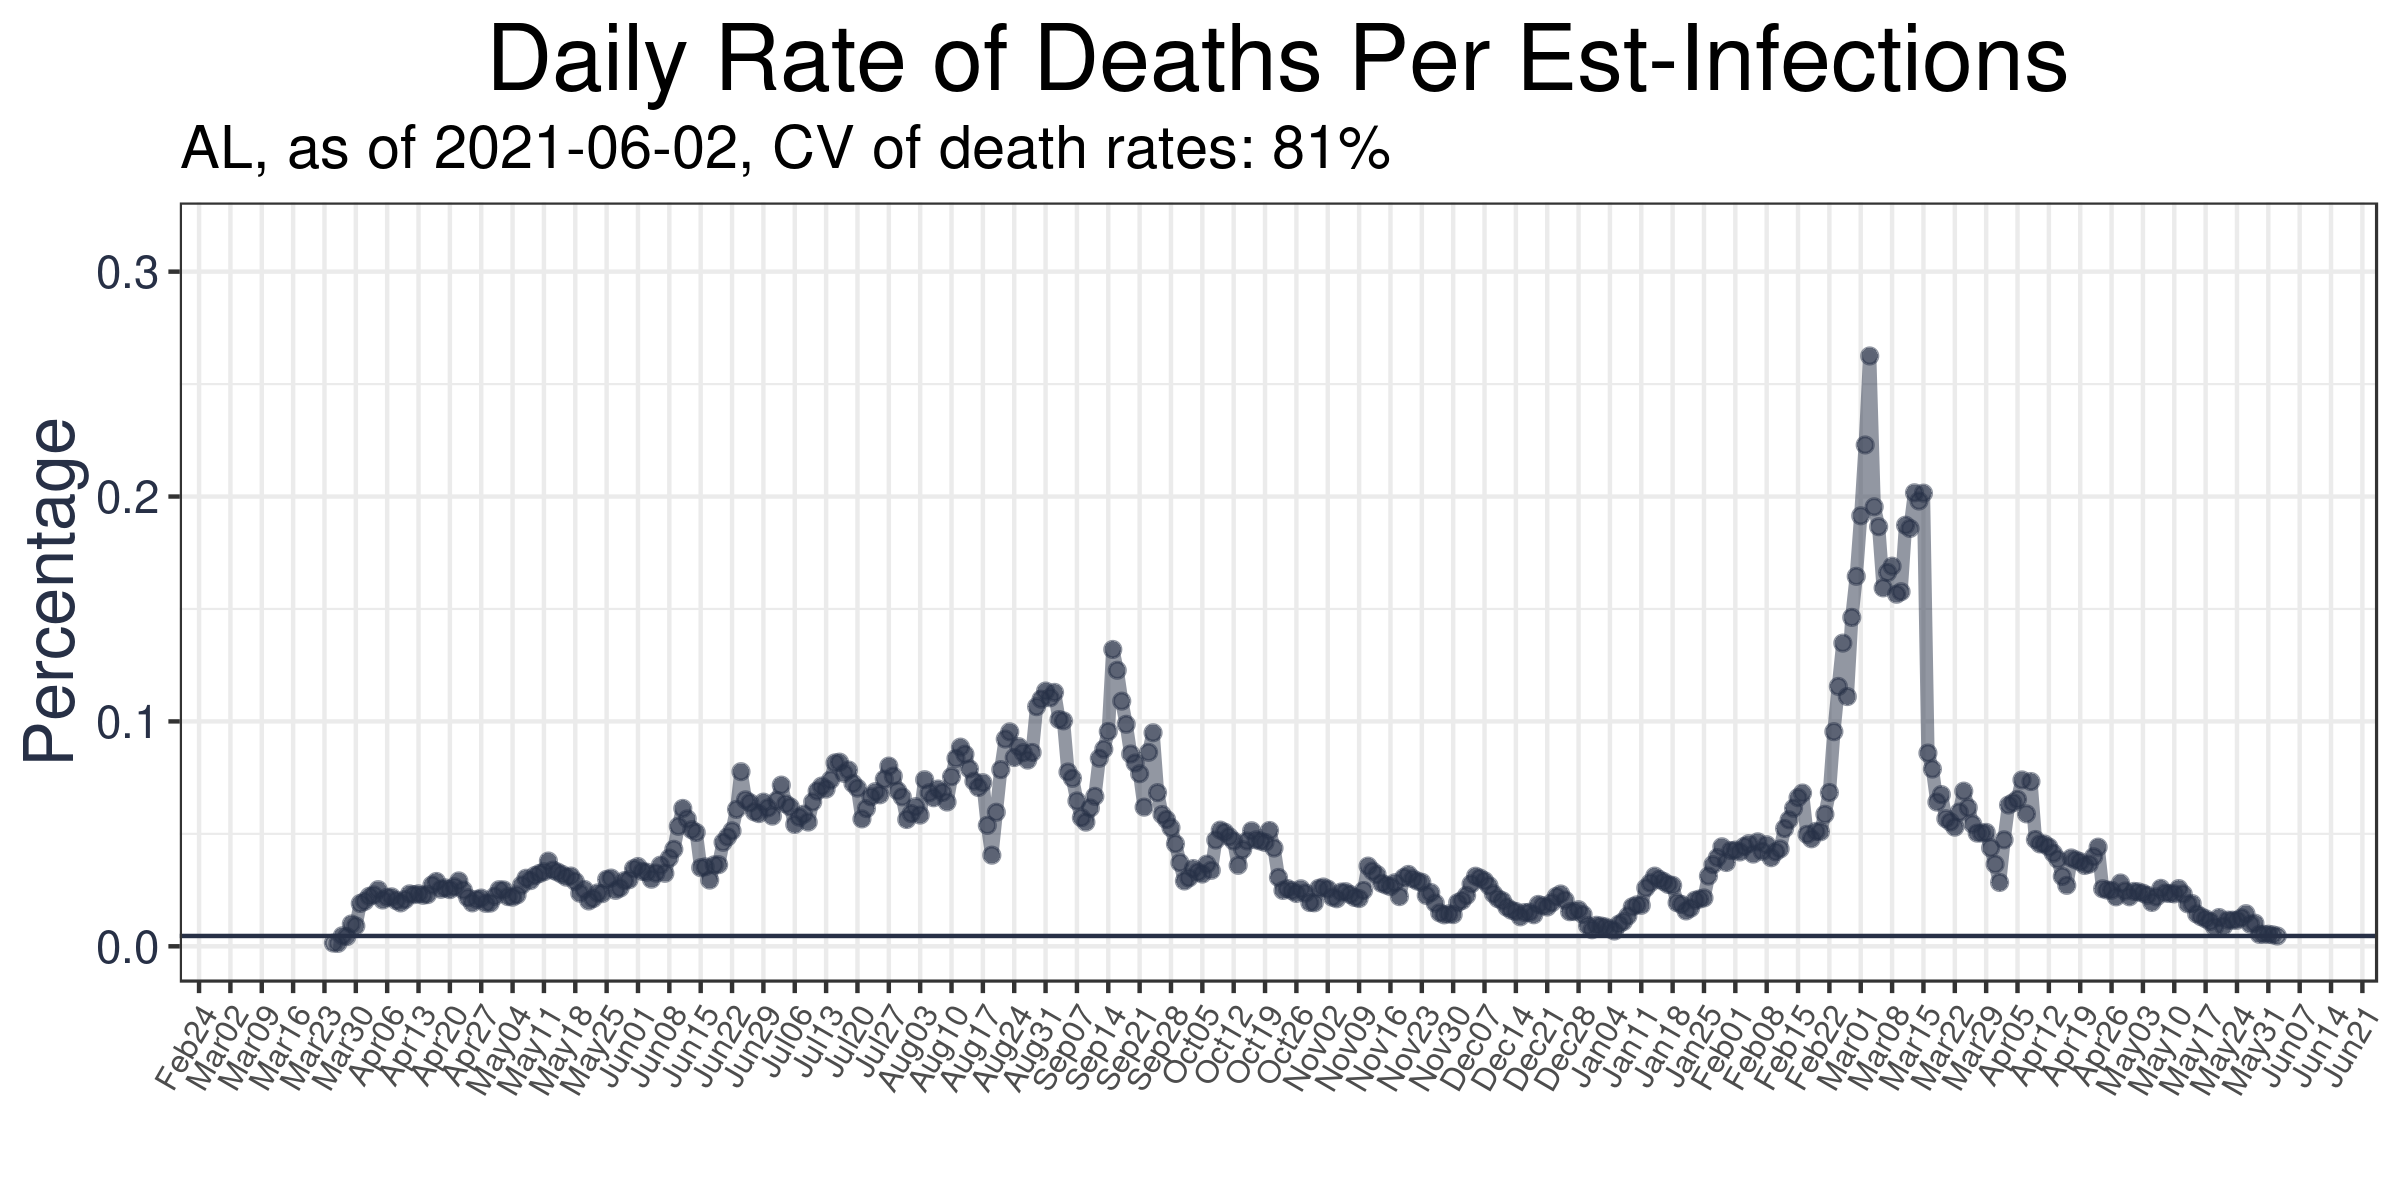 Daily Rate of Deaths Per Est-Infections
AL, as of 2021-06-02, CV of death rates: 81%
Percentage
0.3
0.2
0.1
0.0
Feb24
Mar02
Mar09
Mar16
Mar23
Mar30
Apr06
Apr13
Apr20
Apr27
May04
May11
May18
May25
Jun01
Jun08
Jun15
Jun22
Jun29
Jul06
Jul13
Jul20
Jul27
Aug03
Aug10
Aug17
Aug24
Aug31
Sep07
Sep14
Sep21
Sep28
Oct05
Oct12
Oct19
Oct26
Nov02
Nov09
Nov16
Nov23
Nov30
Dec07
Dec14
Dec21
Dec28
Jan04
Jan11
Jan18
Jan25
Feb01
Feb08
Feb15
Feb22
Mar01
Mar08
Mar15
Mar22
Mar29
Apr05
Apr12
Apr19
Apr26
May03
May10
May17
May24
May31
Jun07
Jun14
Jun21